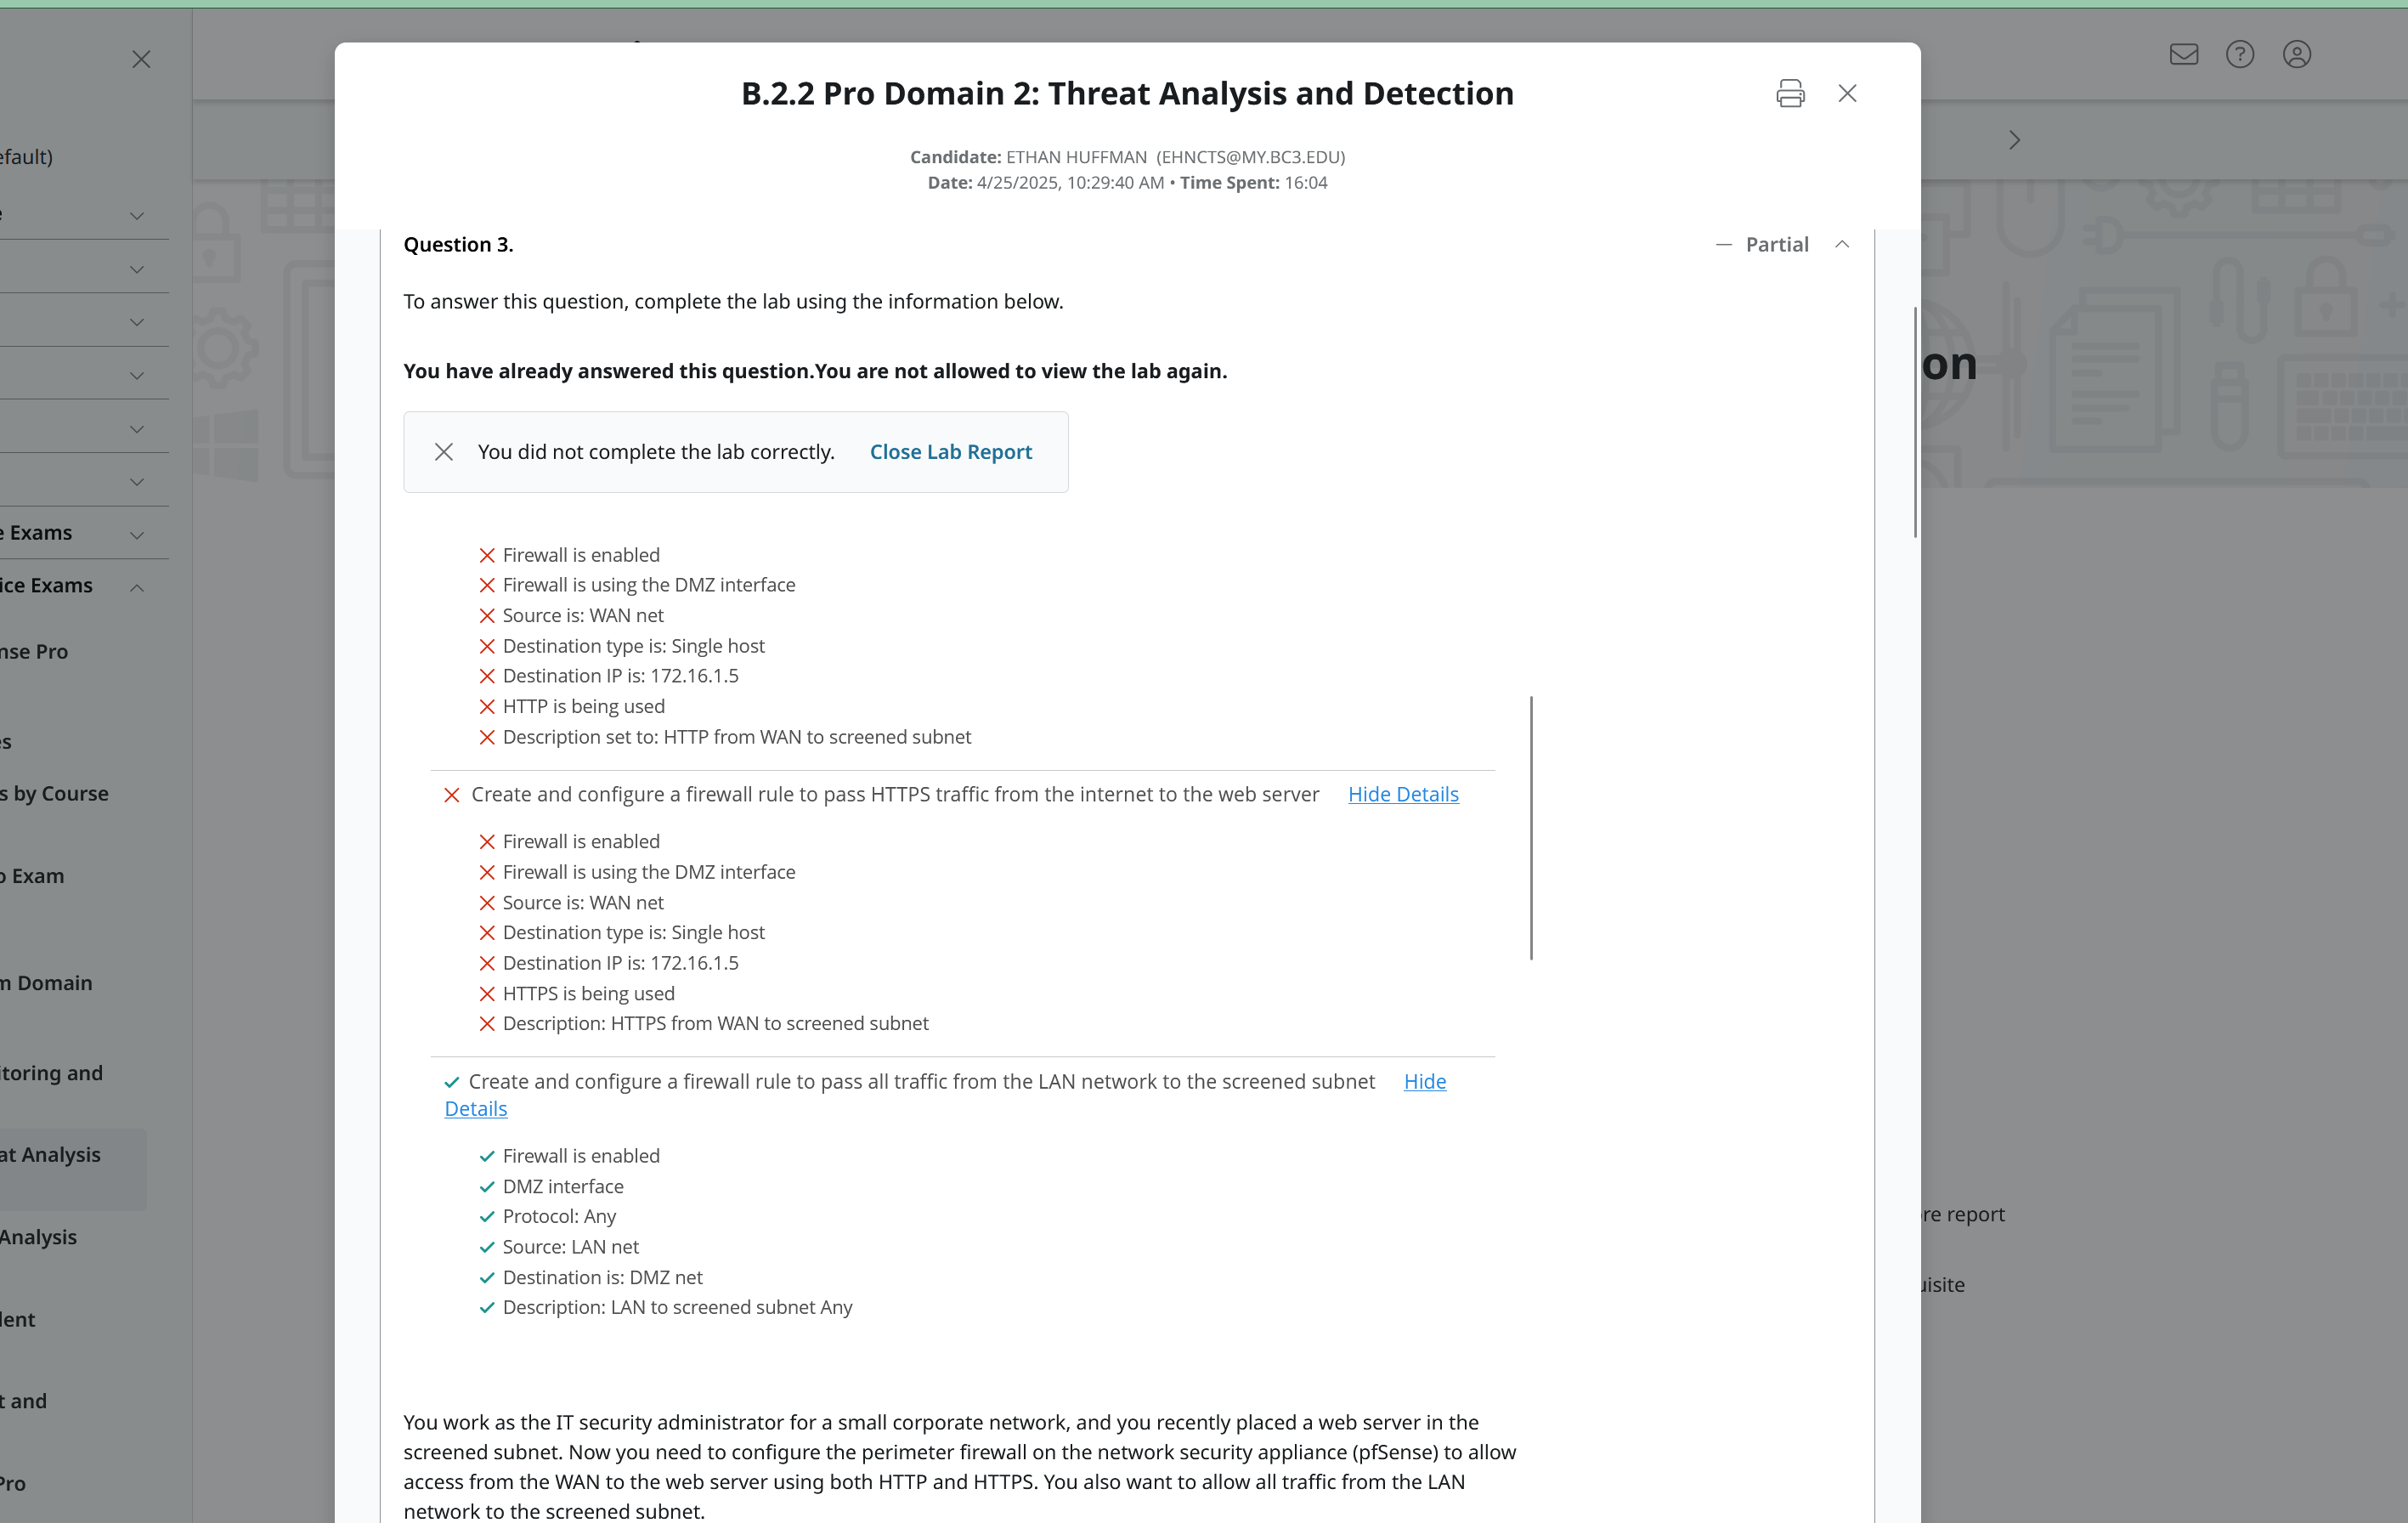 B.2.2 Pro Domain 2: Threat Analysis and Detection
Candidate: ETHAN HUFFMAN (EHNCTS@MY.BC3.EDU)
Date: 4/25/2025, 10:29:40 AM • Time Spent: 16:04
efault)
e
e Exams
ice Exams
nse Pro
es
s by Course
o Exam
m Domain
itoring and
at Analysis
Analysis
lent
t and
Pro
Question 3.
Partial
To answer this question, complete the lab using the information below.
You have already answered this question.You are not allowed to view the lab again.
You did not complete the lab correctly. Close Lab Report
Firewall is enabled
Firewall is using the DMZ interface
Source is: WAN net
Destination type is: Single host
Destination IP is: 172.16.1.5
HTTP is being used
Description set to: HTTP from WAN to screened subnet
Create and configure a firewall rule to pass HTTPS traffic from the internet to the web server Hide Details
Firewall is enabled
Firewall is using the DMZ interface
Source is: WAN net
Destination type is: Single host
Destination IP is: 172.16.1.5
HTTPS is being used
Description: HTTPS from WAN to screened subnet
Create and configure a firewall rule to pass all traffic from the LAN network to the screened subnet Hide
Details
Firewall is enabled
DMZ interface
Protocol: Any
Source: LAN net
Destination is: DMZ net
Description: LAN to screened subnet Any
You work as the IT security administrator for a small corporate network, and you recently placed a web server in the
screened subnet. Now you need to configure the perimeter firewall on the network security appliance (pfSense) to allow
access from the WAN to the web server using both HTTP and HTTPS. You also want to allow all traffic from the LAN
network to the screened subnet.
on
re report
uisite